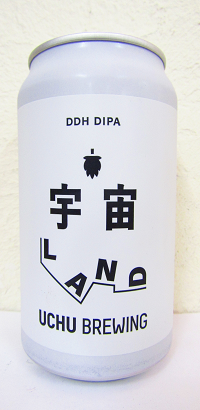 DDH DIPA
宇宙
LAND
UCHU BREWING